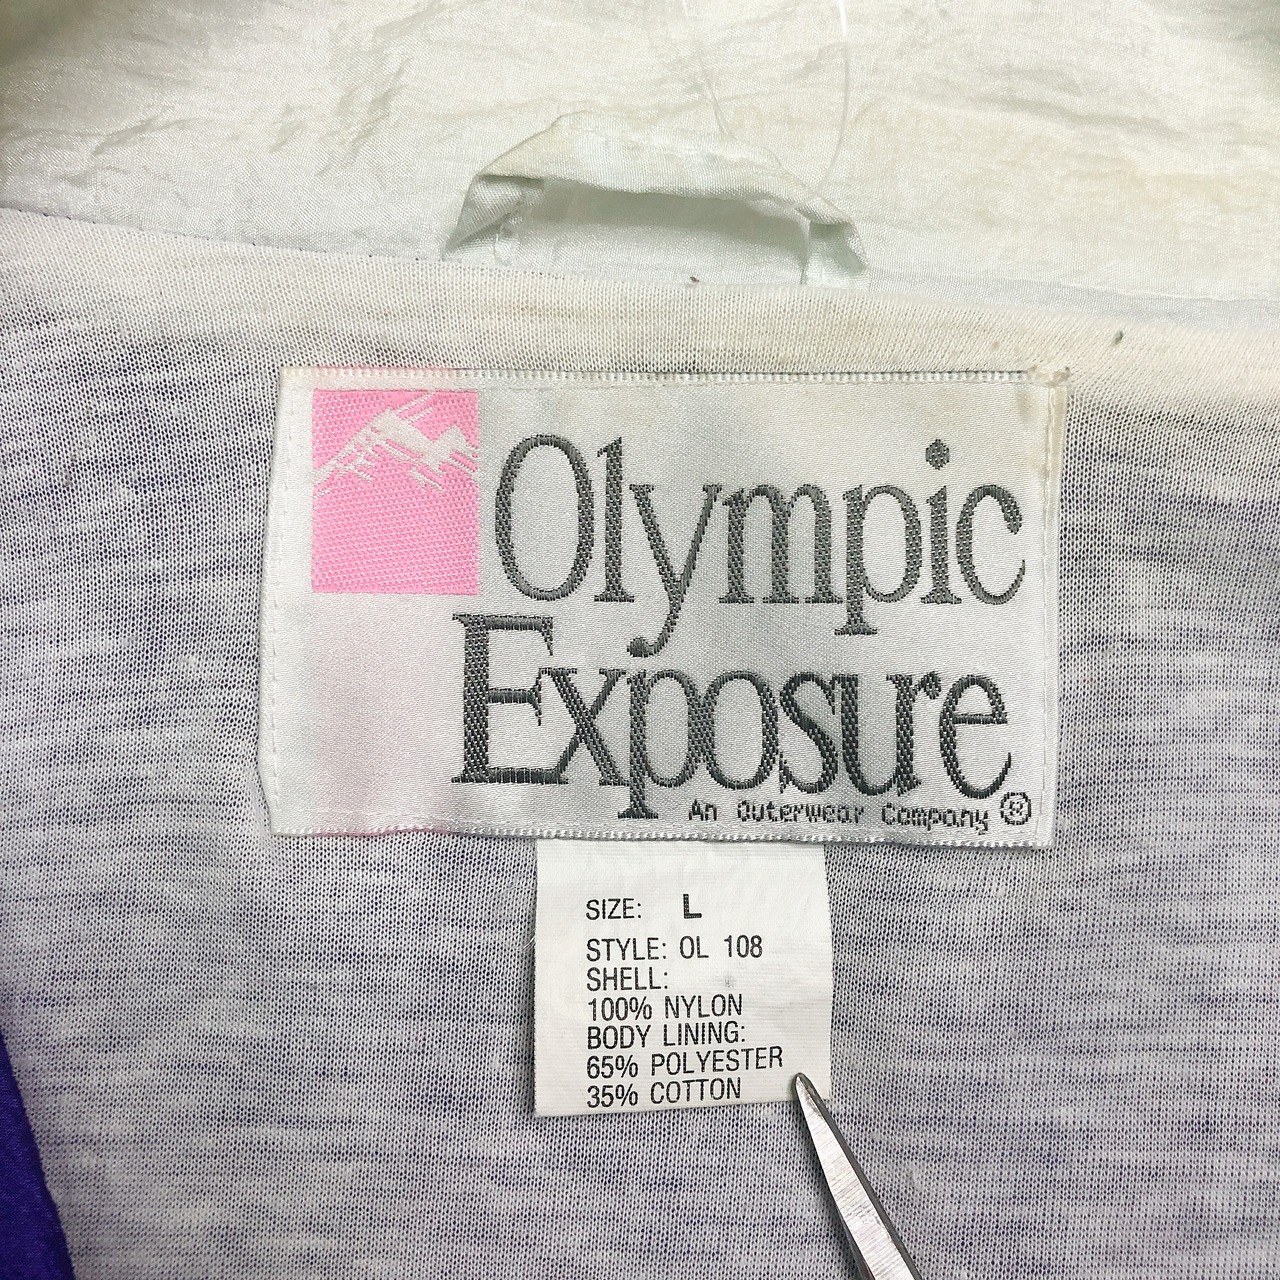 Olympic
Exposure
An Outerwear Company ®
SIZE: L
STYLE: OL 108
SHELL:
100% NYLON
BODY LINING:
65% POLYESTER
35% COTTON